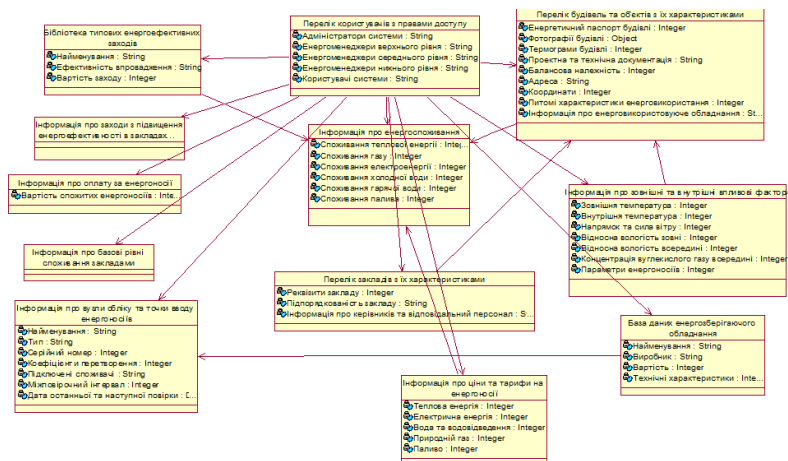 Бібліотека типових енергоефективних
заходів
Найменування : String
Ефективність впровадження : String
Вартість заходу : Integer
Перелік користувачів з правами доступу
Адміністратори системи : String
Енергоменеджери верхнього рівня : String
Енергоменеджери середнього рівня : String
Енергоменеджери нижнього рівня : String
Користувачі системи : String
Перелік будівель та об'єктів з їх характеристиками
Енергетичний паспорт будівлі : Integer
Фотографії будівлі : Object
Термограми будівлі : Integer
Проектна та технічна документація : String
Балансова належність : Integer
Адреса : String
Координати : Integer
Питомі характеристики енерговикористання : Integer
Інформація про енерговикористовуюче обладнання : St...
Інформація про заходи з підвищення
енергоефективності в закладах...
Інформація про енергоспоживання
Споживання теплової енергії : Inte...
Споживання газу : Integer
Споживання електроенергії : Integer
Споживання холодної води : Integer
Споживання гарячої води : Integer
Споживання палива : Integer
Інформація про оплату за енергоносії
Вартість спожитих енергоносіїв : Inte...
Інформація про зовнішні та внутрішні впливові фактори
Зовнішня температура : Integer
Внутрішня температура : Integer
Напрямок та сила вітру : Integer
Відносна вологість зовні : Integer
Відносна вологість всередині : Integer
Концентрація вуглекислого газу всередині : Integer
Параметри енергоносіїв : Integer
Інформація про базові рівні
споживання закладами
Перелік закладів з їх характеристиками
Реквізити закладу : Integer
Підпорядкованість закладу : String
Інформація про керівників та відповідальний персонал : S...
Інформація про вузли обліку та точки вводу
енергоносіїв
Найменування : String
Тип : String
Серійний номер : Integer
Коефіцієнти перетворення : Integer
Підключені споживачі : String
Міжповірочний інтервал : Integer
Дата останньої та наступної повірки : D...
База даних енергозберігаючого
обладнання
Найменування : String
Виробник : String
Вартість : Integer
Технічні характеристики : Inte...
Інформація про ціни та тарифи на
енергоносії
Теплова енергія : Integer
Електрична енергія : Integer
Вода та водовідведення : Integer
Природній газ : Integer
Паливо : Integer